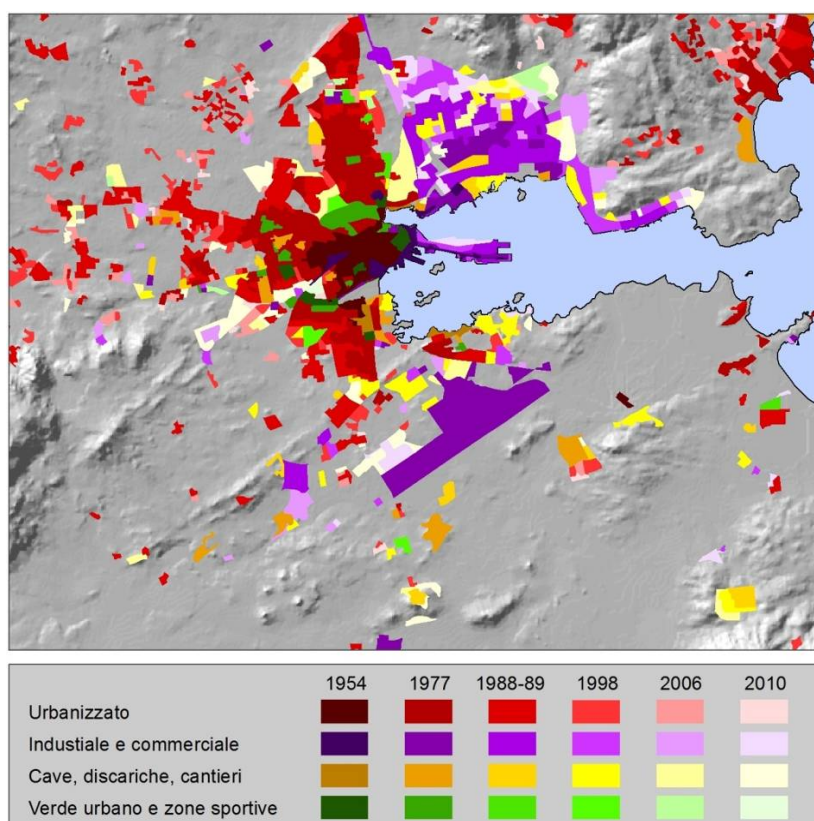 1954 1977 1988-89 1998 2006 2010
Urbanizzato
Industiale e commerciale
Cave, discariche, cantieri
Verde urbano e zone sportive